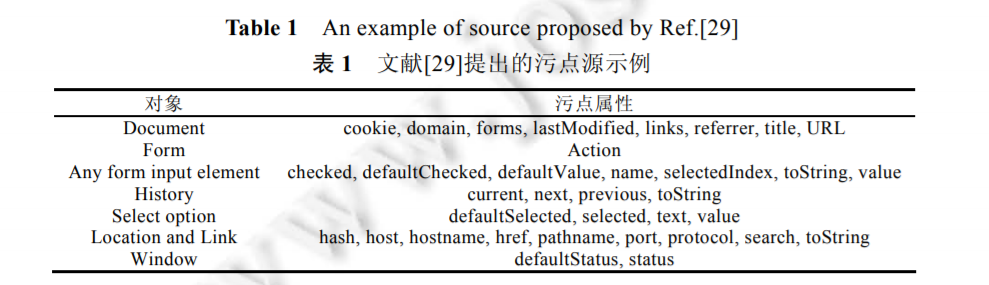 Table 1 An example of source proposed by Ref.[29]
表 1 文献[29]提出的污点源示例
对象 污点属性
Document cookie, domain, forms, lastModified, links, referrer, title, URL
Form Action
Any form input element checked, defaultChecked, defaultValue, name, selectedIndex, toString, value
History current, next, previous, toString
Select option defaultSelected, selected, text, value
Location and Link hash, host, hostname, href, pathname, port, protocol, search, toString
Window defaultStatus, status